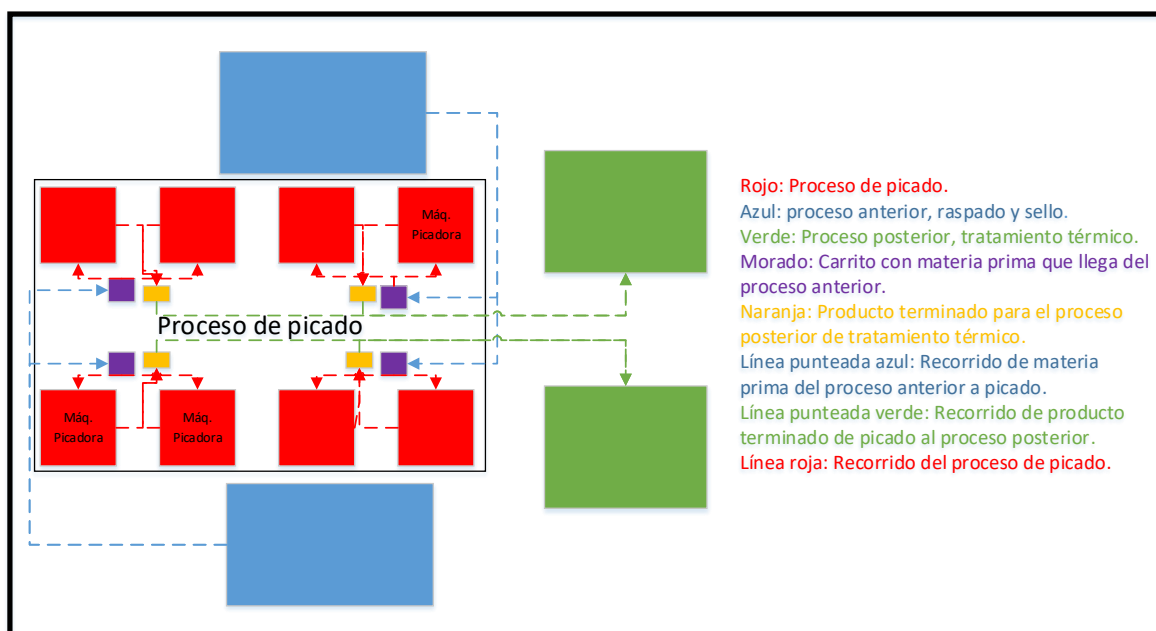 Máq.
Picadora
Proceso de picado
Máq.
Picadora
Máq.
Picadora
Rojo: Proceso de picado.
Azul: proceso anterior, raspado y sello.
Verde: Proceso posterior, tratamiento térmico.
Morado: Carrito con materia prima que llega del
proceso anterior.
Naranja: Producto terminado para el proceso
posterior de tratamiento térmico.
Línea punteada azul: Recorrido de materia
prima del proceso anterior a picado.
Línea punteada verde: Recorrido de producto
terminado de picado al proceso posterior.
Línea roja: Recorrido del proceso de picado.